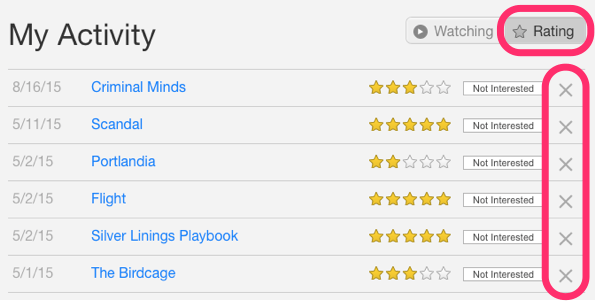 My Activity
Watching
Rating
8/16/15 Criminal Minds Not Interested
5/11/15 Scandal Not Interested
5/2/15 Portlandia Not Interested
5/2/15 Flight Not Interested
5/2/15 Silver Linings Playbook Not Interested
5/1/15 The Birdcage Not Interested